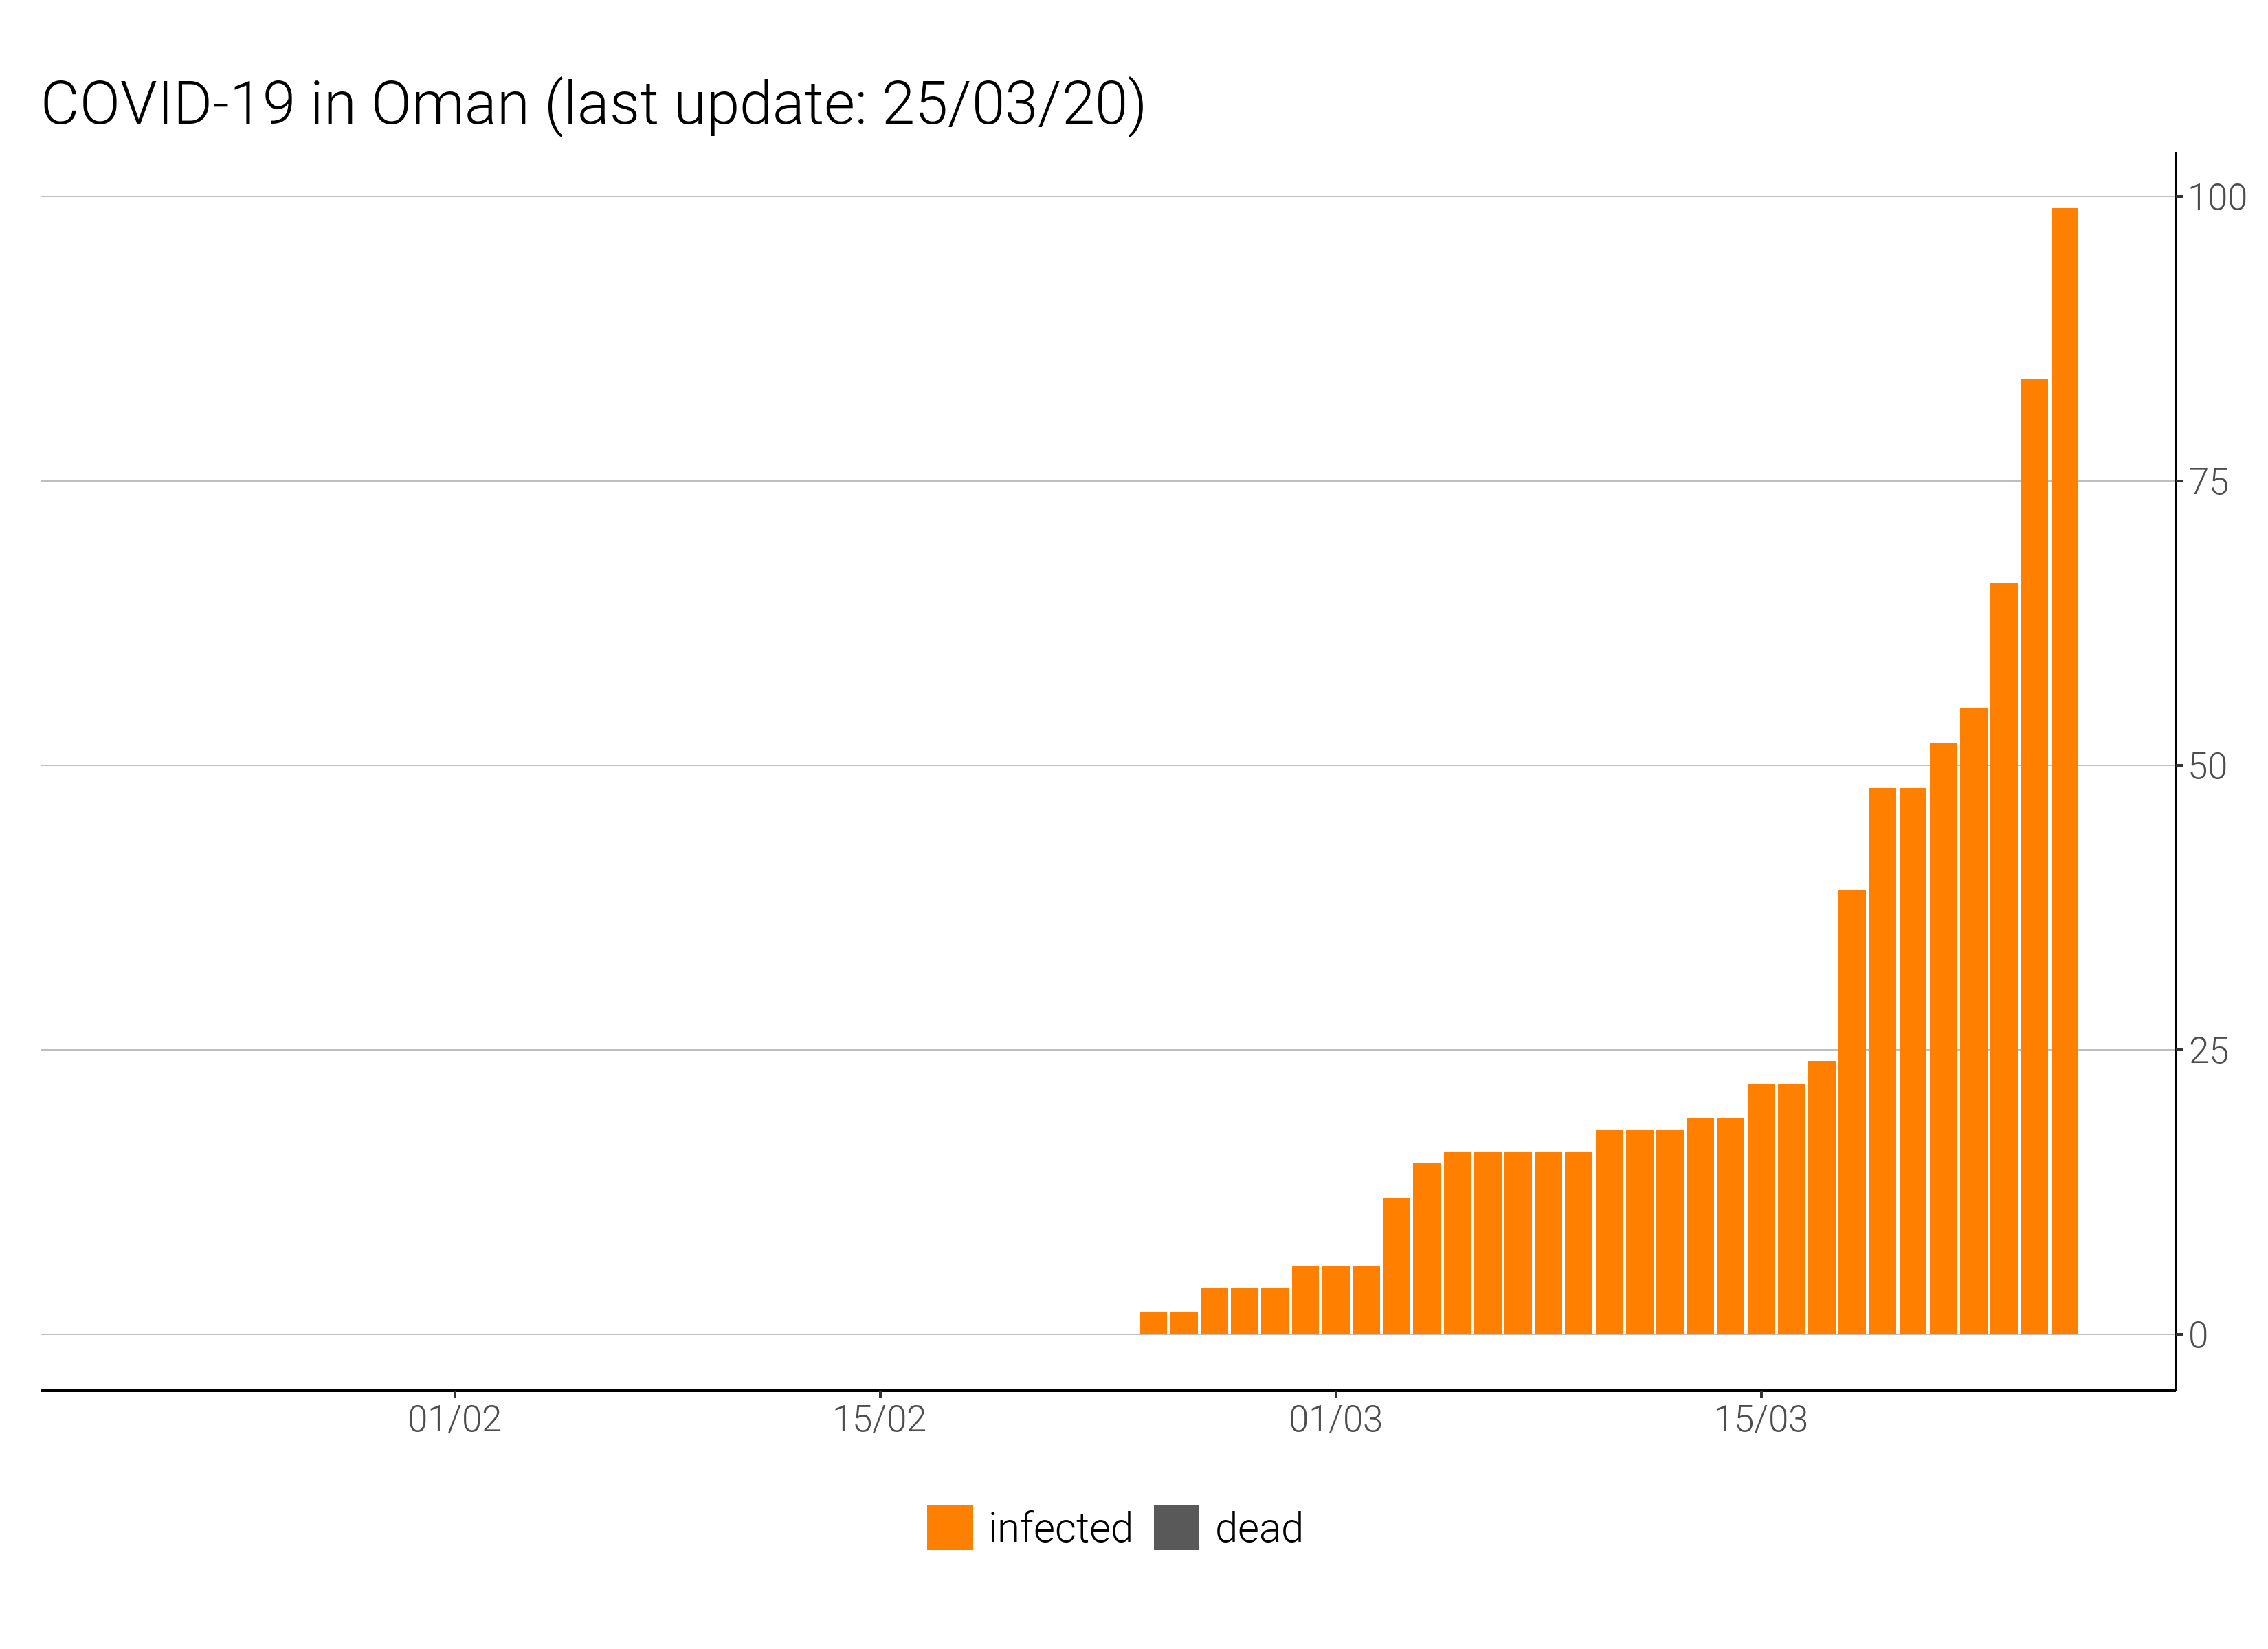 COVID-19 in Oman (last update: 25/03/20)
100
75
50
25
0
01/02 15/02 01/03 15/03
infected dead